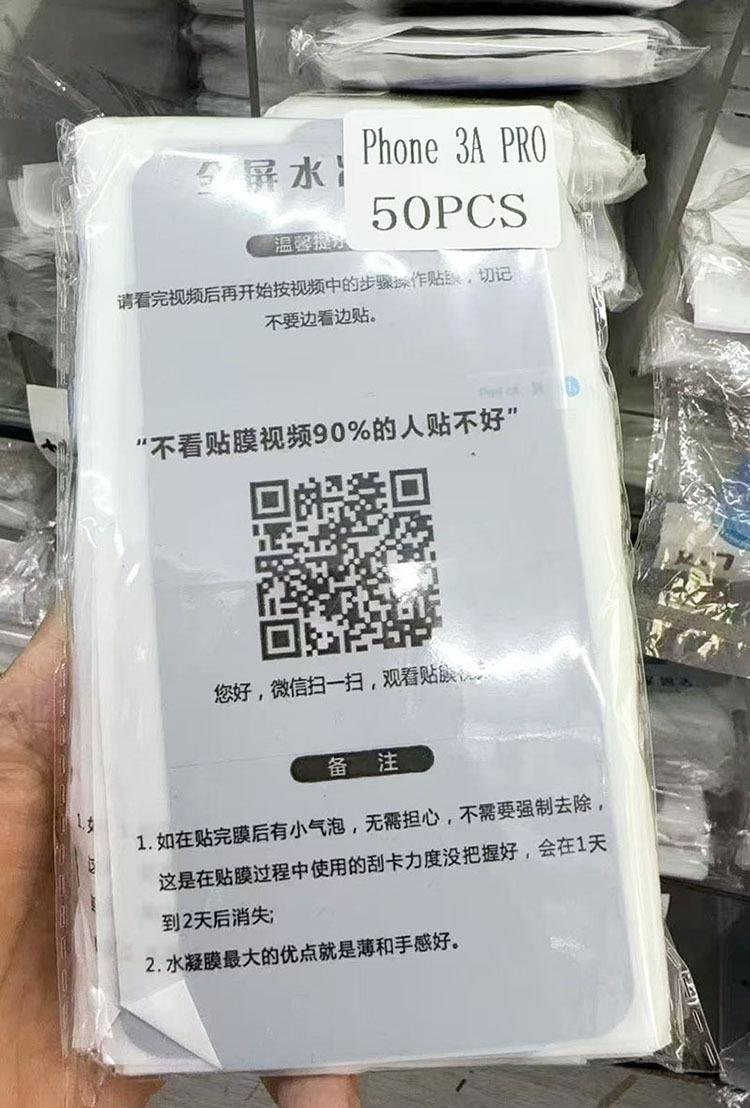 Phone 3A PRO
50PCS
全屏水
温馨提示
请看完视频后再开始按视频中的步骤操作贴膜，切记
不要边看边贴。
“不看贴膜视频90%的人贴不好”
您好，微信扫一扫，观看贴膜视
备 注
1. 如在贴完膜后有小气泡，无需担心，不需要强制去除，
这是在贴膜过程中使用的刮卡力度没把握好，会在1天
到2天后消失;
2. 水凝膜最大的优点就是薄和手感好。